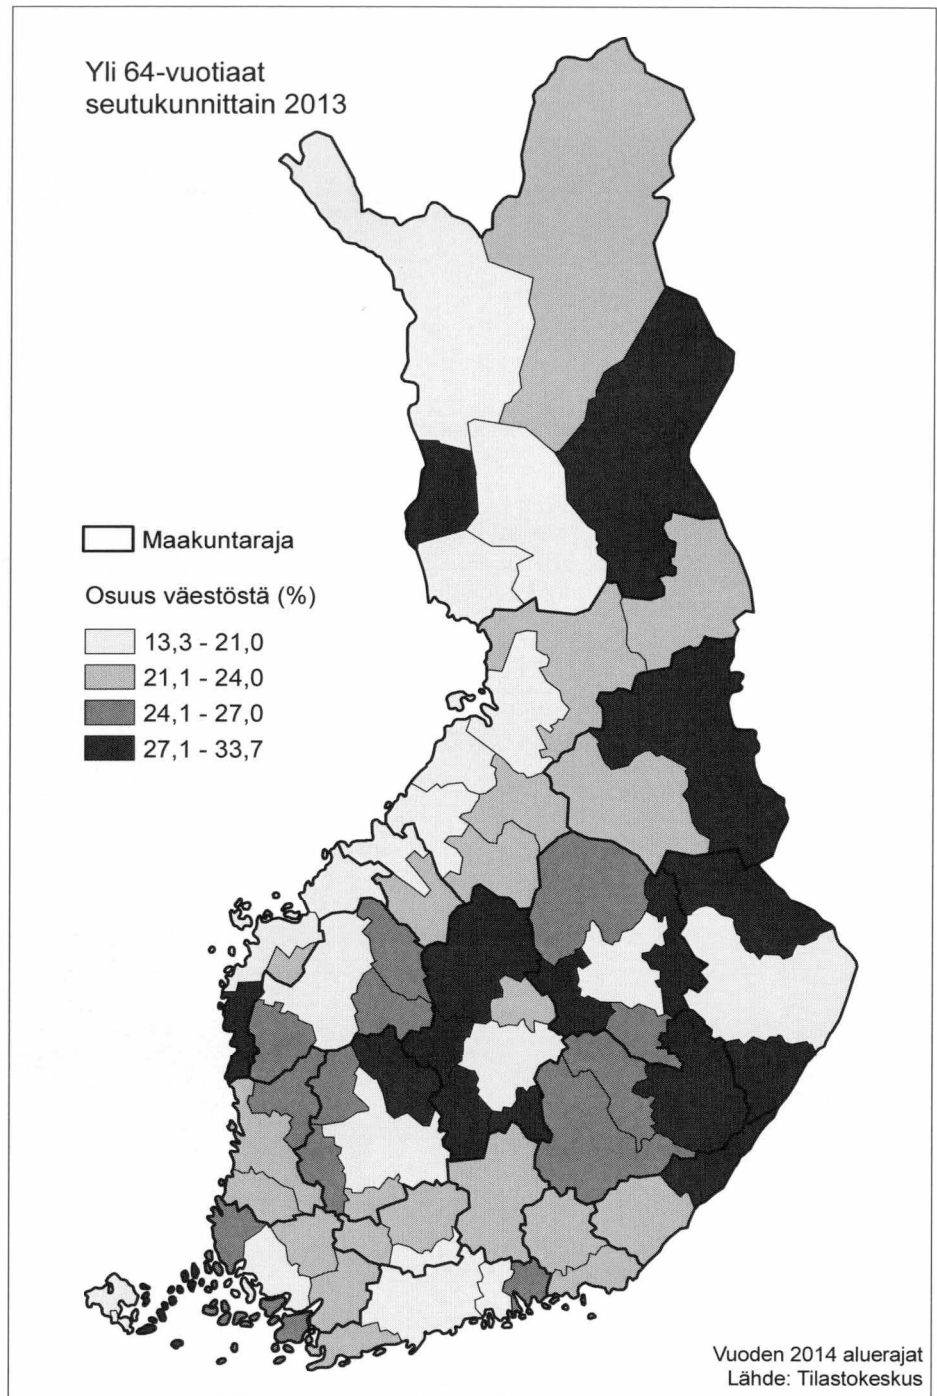 Yli 64-vuotiaat
seutukunnittain 2013
Maakuntaraja
Osuus väestöstä (%)
13,3 - 21,0
21,1 - 24,0
24,1 - 27,0
27,1 - 33,7
Vuoden 2014 aluerajat
Lähde: Tilastokeskus